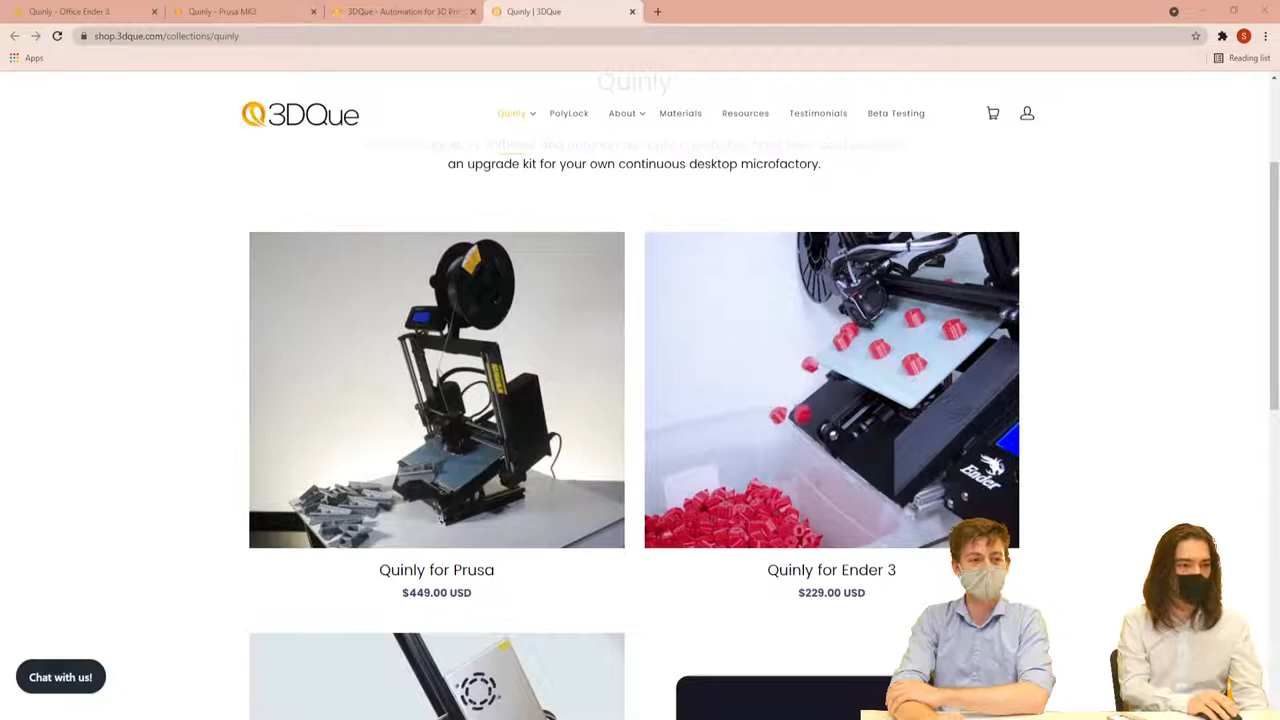 Quinly - Office Ender 3
Quinly - Prusa MK3
3DQue - Automation for 3D Prin
Quinly | 3DQue
shop.3dque.com/collections/quinly
S
Apps
Reading list
Quinly
3DQue
Quinly
PolyLock
About
Materials
Resources
Testimonials
Beta Testing
an upgrade kit for your own continuous desktop microfactory.
Ender
Quinly for Prusa
Quinly for Ender 3
$449.00 USD
$229.00 USD
Chat with us!